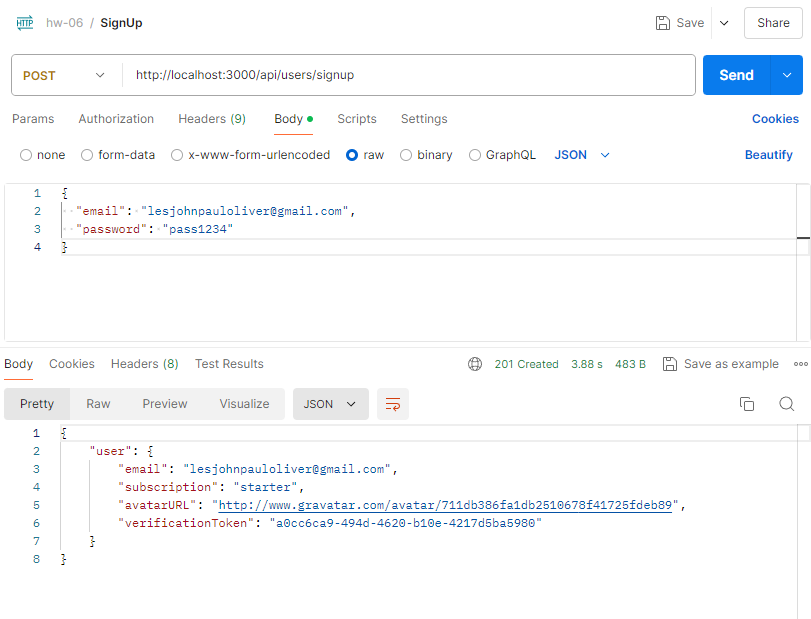 HTTP hw-06 / SignUp Save Share
POST http://localhost:3000/api/users/signup Send
Params Authorization Headers (9) Body Scripts Settings Cookies
none form-data x-www-form-urlencoded raw binary GraphQL JSON Beautify
1 {
2 "email": "lesjohnpauloliver@gmail.com",
3 "password": "pass1234"
4 }
Body Cookies Headers (8) Test Results 201 Created 3.88 s 483 B Save as example
Pretty Raw Preview Visualize JSON
1 {
2 "user": {
3 "email": "lesjohnpauloliver@gmail.com",
4 "subscription": "starter",
5 "avatarURL": "http://www.gravatar.com/avatar/711db386fa1db2510678f41725fdeb89",
6 "verificationToken": "a0cc6ca9-494d-4620-b10e-4217d5ba5980"
7 }
8 }